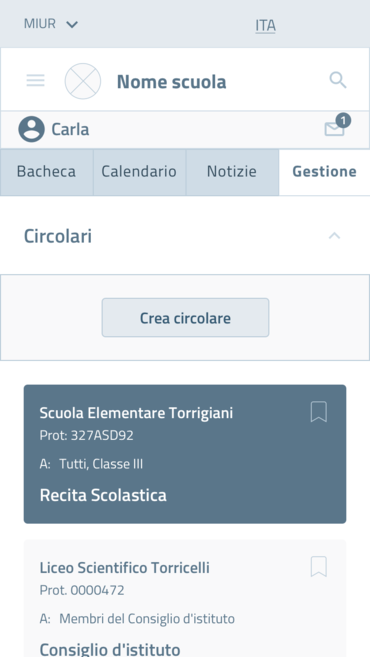 MIUR
ITA
Nome scuola
Carla
1
Bacheca Calendario Notizie Gestione
Circolari
Crea circolare
Scuola Elementare Torrigiani
Prot: 327ASD92
A: Tutti, Classe III
Recita Scolastica
Liceo Scientifico Torricelli
Prot. 0000472
A: Membri del Consiglio d'istituto
Consiglio d'istituto